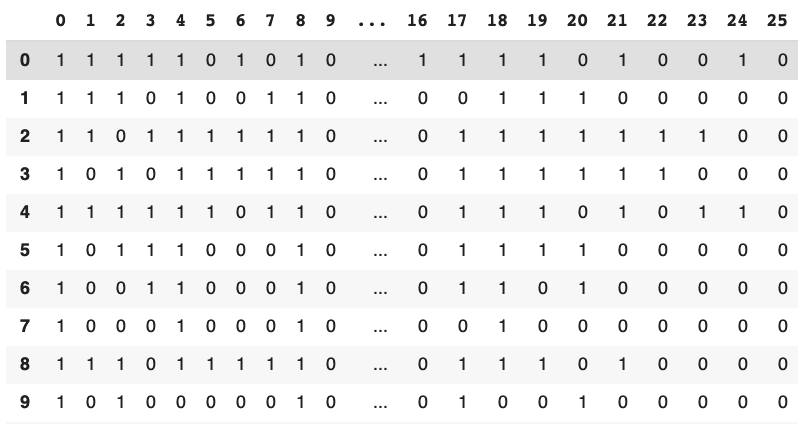 0 1 2 3 4 5 6 7 8 9 ... 16 17 18 19 20 21 22 23 24 25
0 1 1 1 1 1 0 1 0 1 0 ... 1 1 1 1 0 1 0 0 1 0
1 1 1 1 0 1 0 0 1 1 0 ... 0 0 1 1 1 0 0 0 0 0
2 1 1 0 1 1 1 1 1 1 0 ... 0 1 1 1 1 1 1 1 0 0
3 1 0 1 0 1 1 1 1 1 0 ... 0 1 1 1 1 1 1 0 0 0
4 1 1 1 1 1 1 0 1 1 0 ... 0 1 1 1 0 1 0 1 1 0
5 1 0 1 1 1 0 0 0 1 0 ... 0 1 1 1 1 0 0 0 0 0
6 1 0 0 1 1 0 0 0 1 0 ... 0 1 1 0 1 0 0 0 0 0
7 1 0 0 0 1 0 0 0 1 0 ... 0 0 1 0 0 0 0 0 0 0
8 1 1 1 0 1 1 1 1 1 0 ... 0 1 1 1 0 1 0 0 0 0
9 1 0 1 0 0 0 0 0 1 0 ... 0 1 0 0 1 0 0 0 0 0